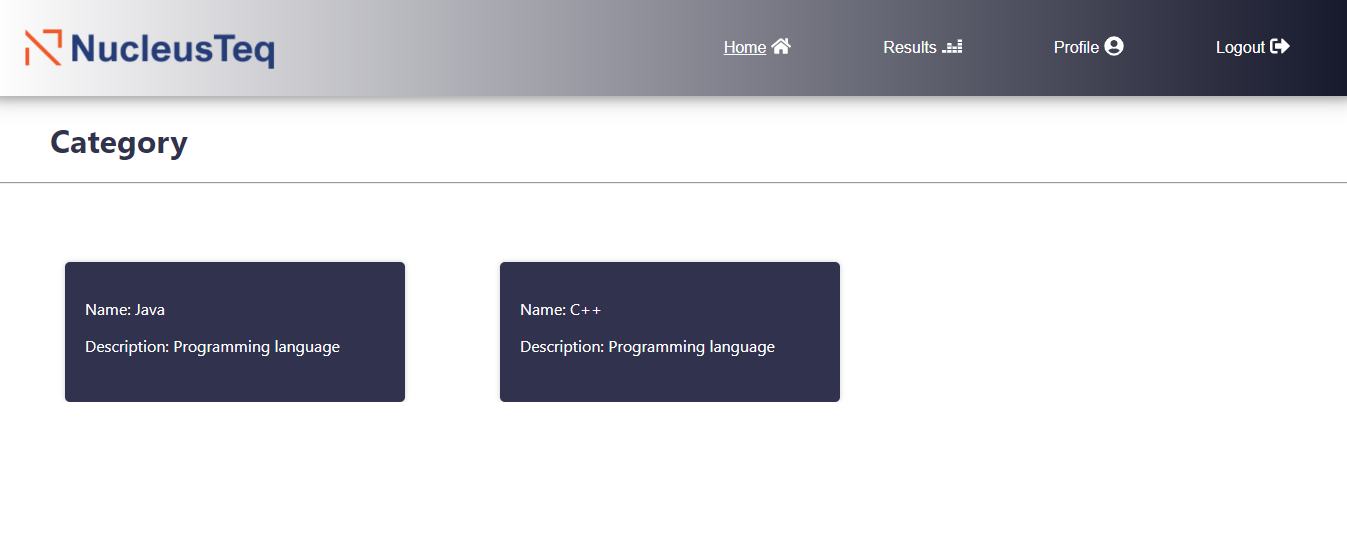 NucleusTeq
Home Results Profile Logout
Category
Name: Java
Description: Programming language
Name: C++
Description: Programming language